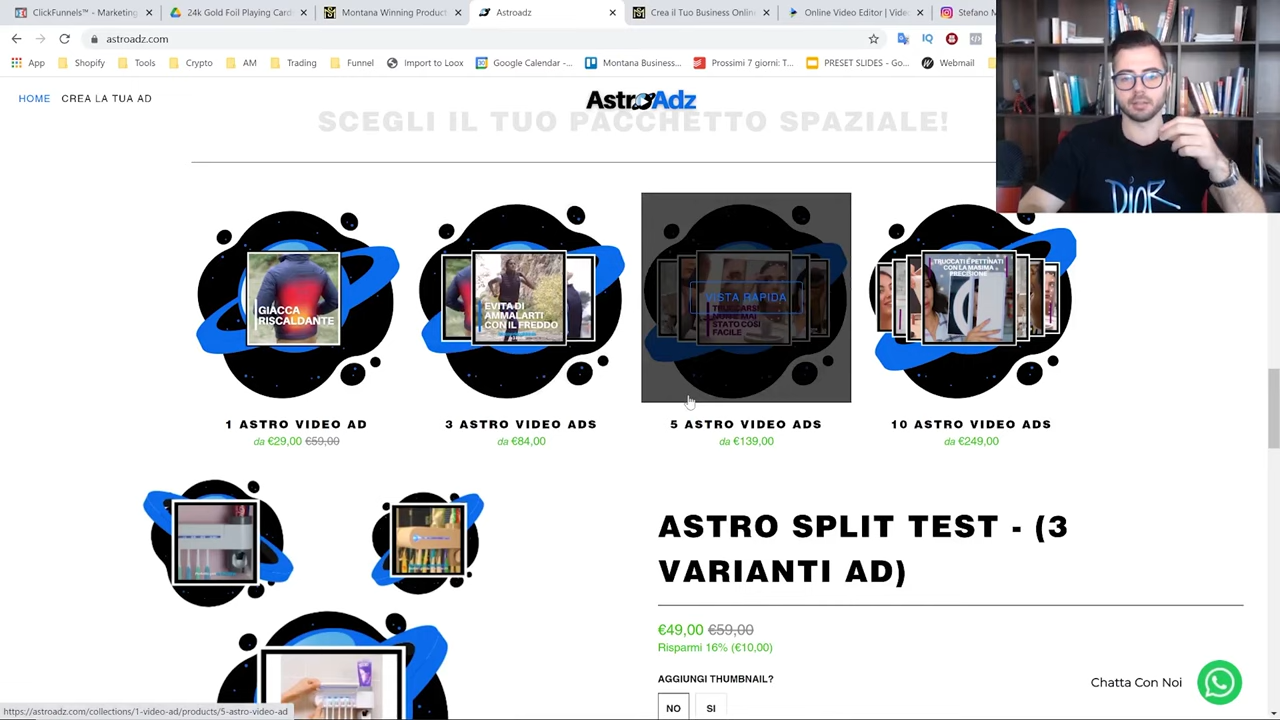 ClickFunnels™ - Marketing
24k Gold Foil Playing Card
Montana Winning Product
Astroadz
Crea il Tuo Business Online
Online Video Editor | Vide
Stefano M
astroadz.com
App
Shopify
Tools
Crypto
AM
Trading
Funnel
Import to Loox
Google Calendar -...
Montana Business...
Prossimi 7 giorni: T...
PRESET SLIDES - Go...
Webmail
HOME
CREA LA TUA AD
AstroAdz
SCEGLI IL TUO PACCHETTO SPAZIALE!
DIOR
GIACCA
RISCALDANTE
EVITA DI
AMMALARTI
CON IL FREDDO
VISTA RAPIDA
TRUCCARSI
NON È MAI
STATO COSÌ
FACILE
TRUCCATI E PETTINATI
CON LA MASIMA
PRECISIONE
1 ASTRO VIDEO AD
da €29,00 €59,00
3 ASTRO VIDEO ADS
da €84,00
5 ASTRO VIDEO ADS
da €139,00
10 ASTRO VIDEO ADS
da €249,00
ASTRO SPLIT TEST - (3
VARIANTI AD)
€49,00 €59,00
Risparmi 16% (€10,00)
AGGIUNGI THUMBNAIL?
NO
SI
Chatta Con Noi
https://astroadz.com/collections/1-video-ad/products/5-astro-video-ad